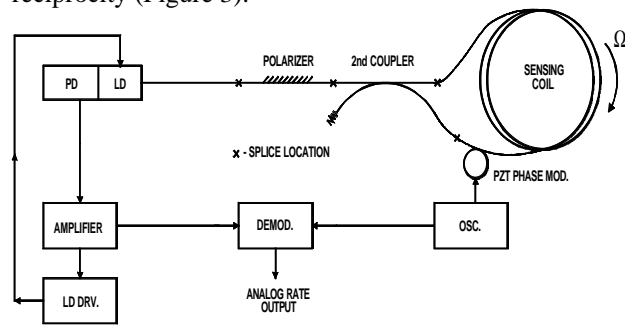 reciprocity (Figure 3).
POLARIZER
2nd COUPLER
SENSING
COIL
Ω
PD
LD
x - SPLICE LOCATION
PZT PHASE MOD.
AMPLIFIER
DEMOD.
OSC.
LD DRV.
ANALOG RATE
OUTPUT